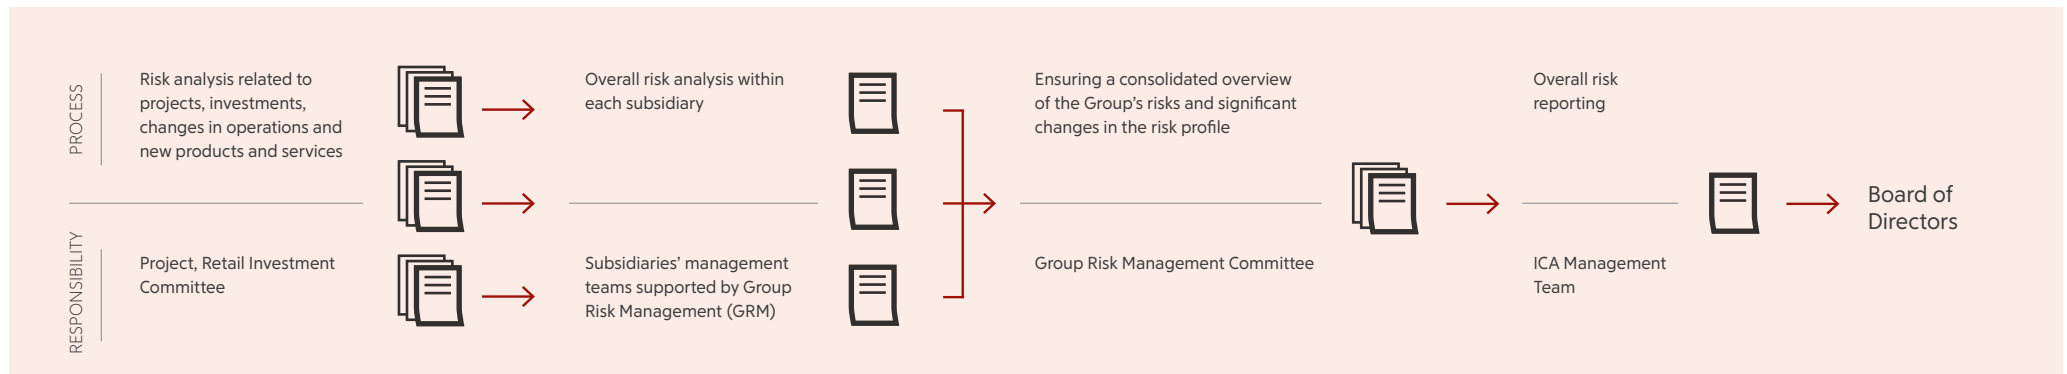 PROCESS
Risk analysis related to
projects, investments,
changes in operations and
new products and services
Overall risk analysis within
each subsidiary
Ensuring a consolidated overview
of the Group’s risks and significant
changes in the risk profile
Overall risk
reporting
Board of
Directors
RESPONSIBILITY
Project, Retail Investment
Committee
Subsidiaries’ management
teams supported by Group
Risk Management (GRM)
Group Risk Management Committee
ICA Management
Team